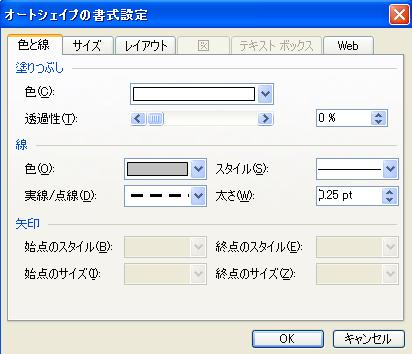 オートシェイプの書式設定
色と線 サイズ レイアウト 図 テキスト ボックス Web
塗りつぶし
色(C):
透過性(T): 0 %
線
色(O): スタイル(S):
実線/点線(D): 太さ(W): 0.25 pt
矢印
始点のスタイル(B): 終点のスタイル(E):
始点のサイズ(I): 終点のサイズ(Z):
OK キャンセル